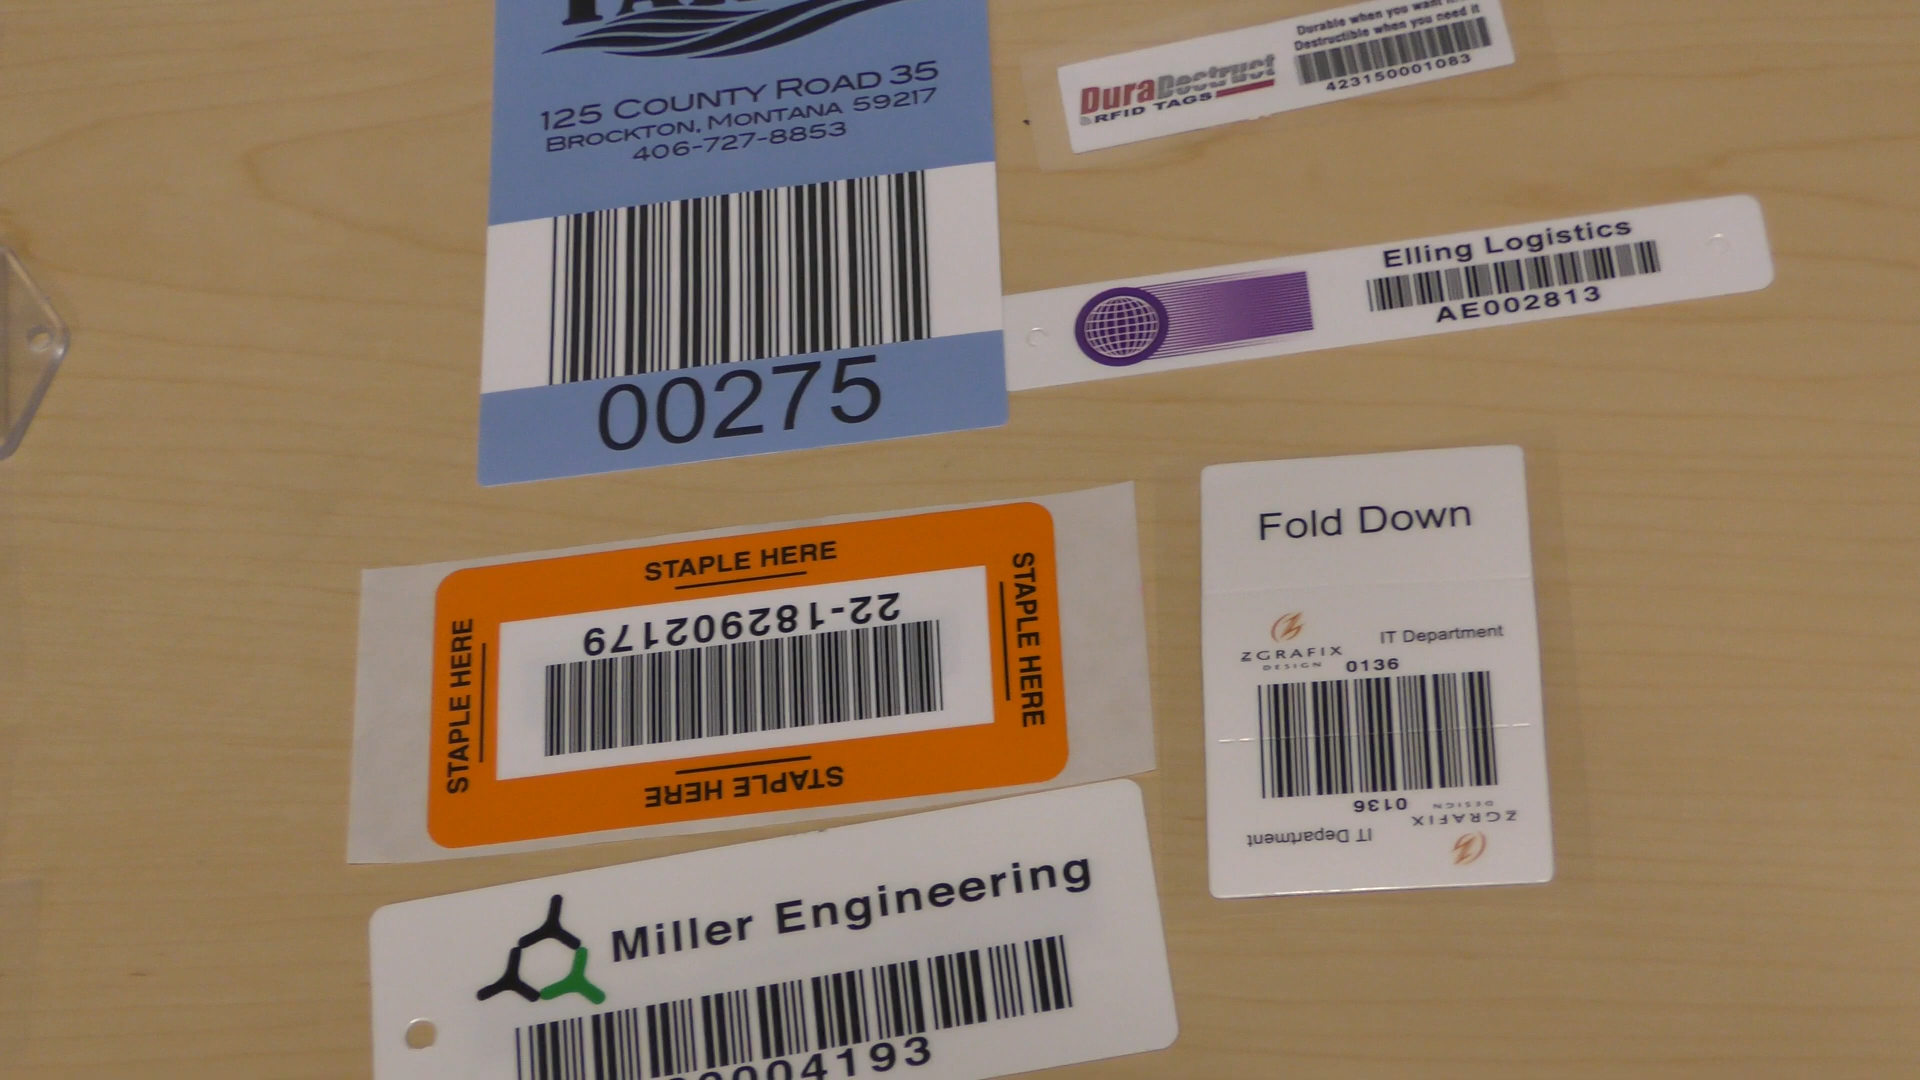 125 COUNTY ROAD 35
BROCKTON, MONTANA 59217
406-727-8853
00275
Durable when you want
Destructible when you need it
423150001083
DuraDestruct
RFID TAGS
Elling Logistics
AE002813
STAPLE HERE
STAPLE HERE
STAPLE HERE
22-182902179
STAPLE HERE
Fold Down
ZGRAFIX
DESIGN
IT Department
0136
0136
ZGRAFIX
DESIGN
IT Department
Miller Engineering
0004193